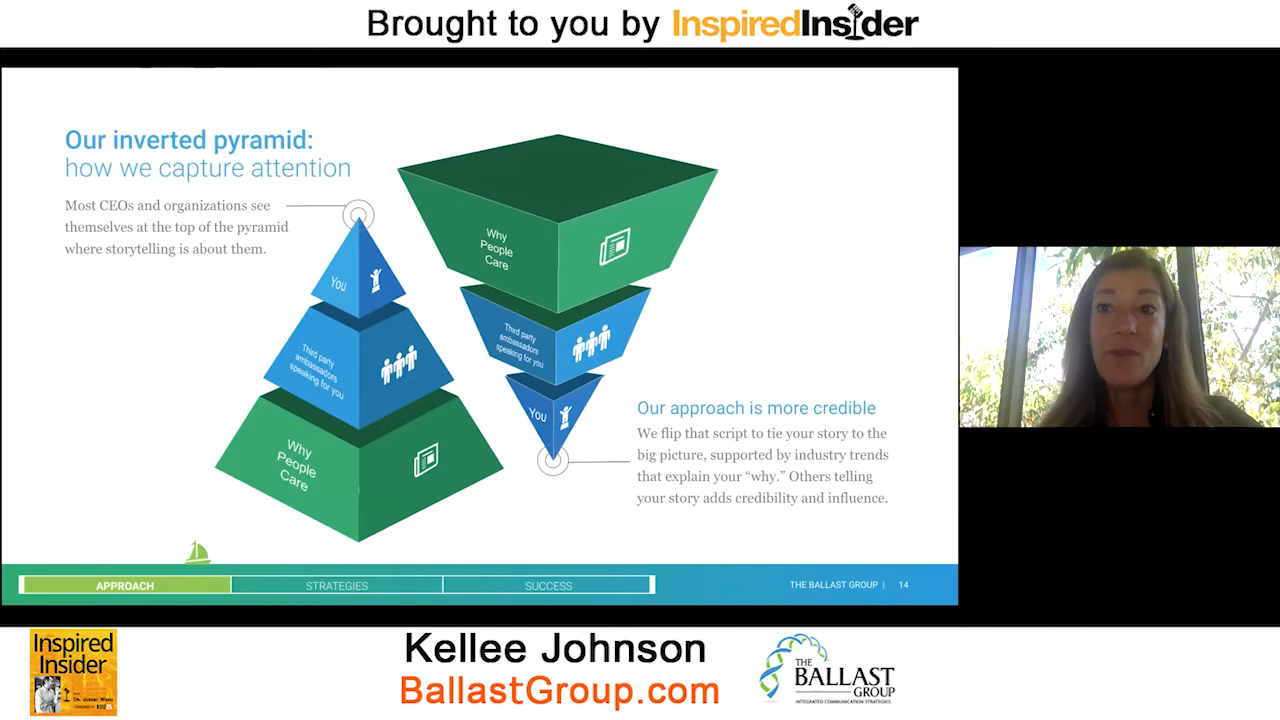 Brought to you by InspiredInsider
Our inverted pyramid:
how we capture attention
Most CEOs and organizations see
themselves at the top of the pyramid
where storytelling is about them.
You
Third party
ambassadors
speaking for you
Why
People
Care
Why
People
Care
Third party
ambassadors
speaking for you
You
Our approach is more credible
We flip that script to tie your story to the
big picture, supported by industry trends
that explain your “why.” Others telling
your story adds credibility and influence.
APPROACH
STRATEGIES
SUCCESS
THE BALLAST GROUP | 14
Inspired
Insider
Kellee Johnson
BallastGroup.com
THE
BALLAST
GROUP
INTEGRATED COMMUNICATION STRATEGIES